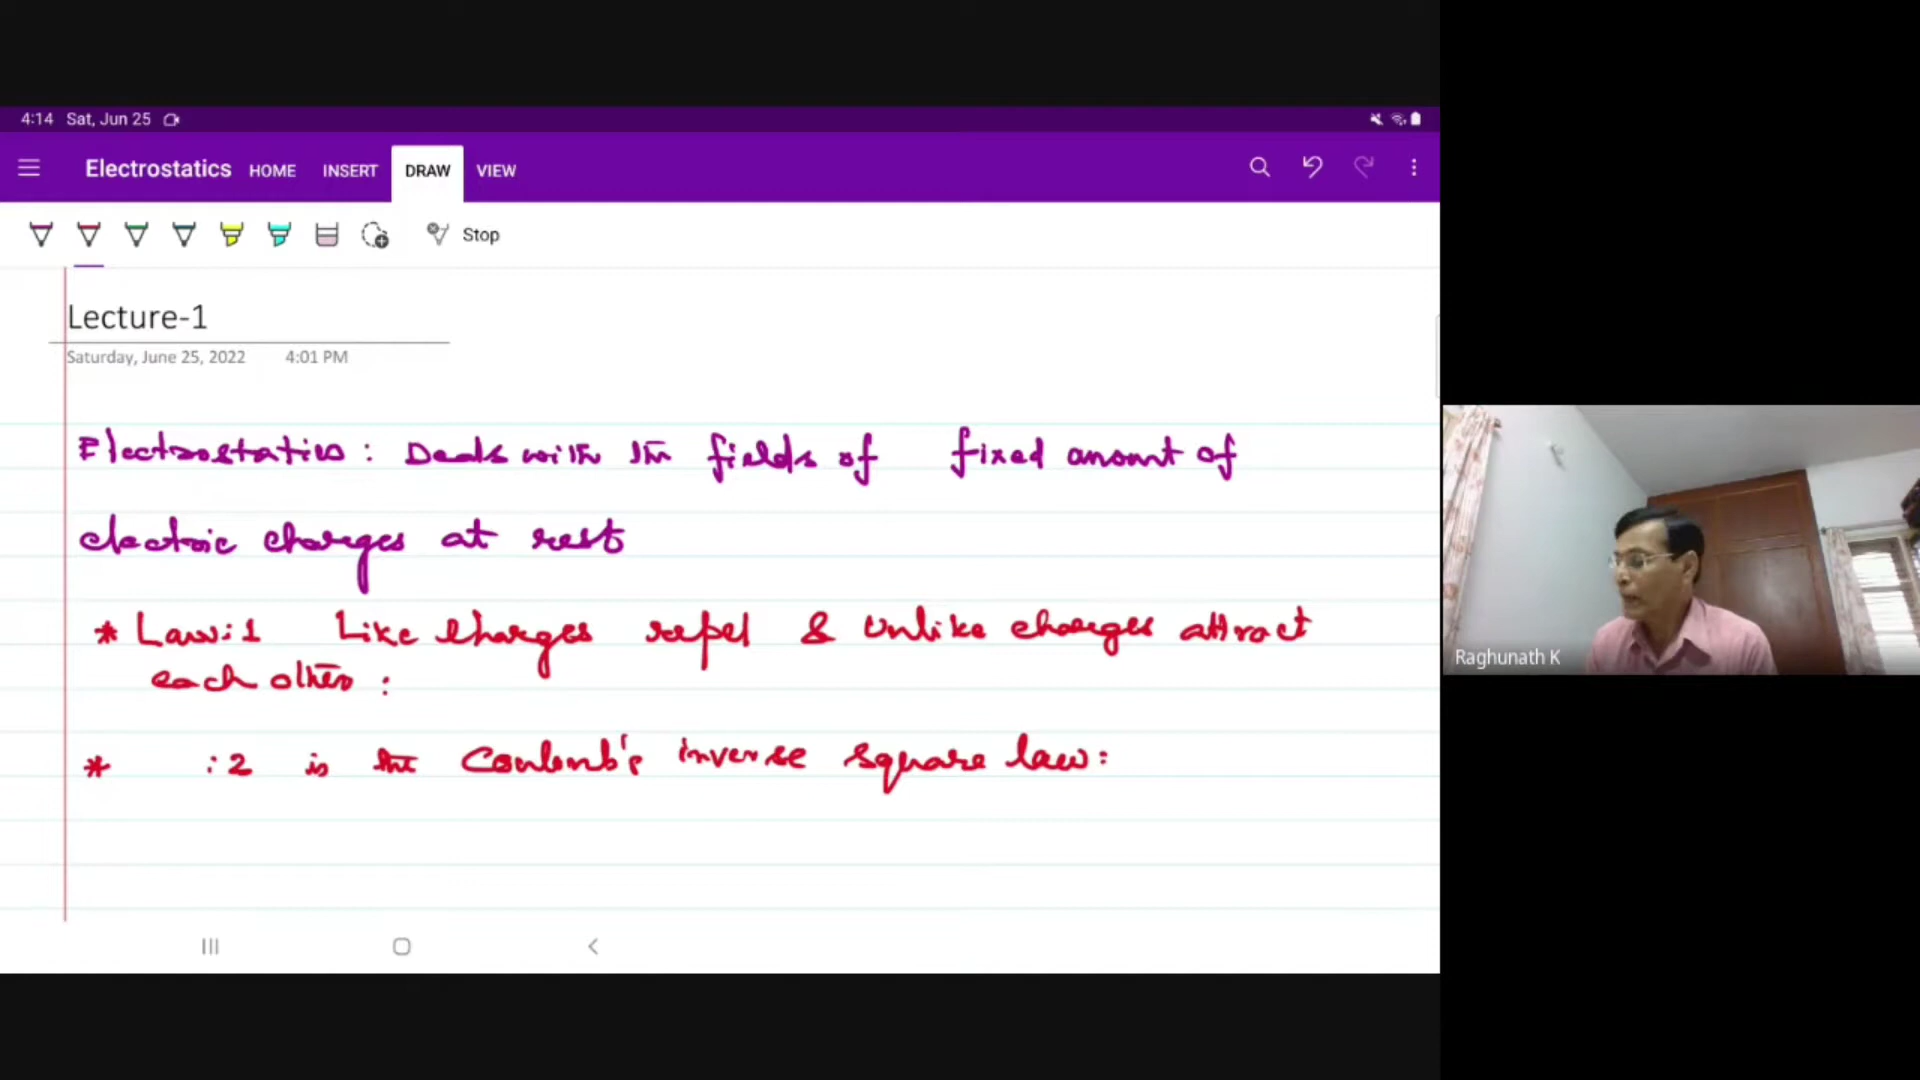 4:14 Sat, Jun 25
Electrostatics HOME INSERT DRAW VIEW
Stop
Lecture-1
Saturday, June 25, 2022 4:01 PM
Electrostatics : Deals with the fields of fixed amount of
electric charges at rest
* Law:1 Like charges repel & unlike charges attract
each other :
* :2 is the Coulomb's inverse square law:
Raghunath K